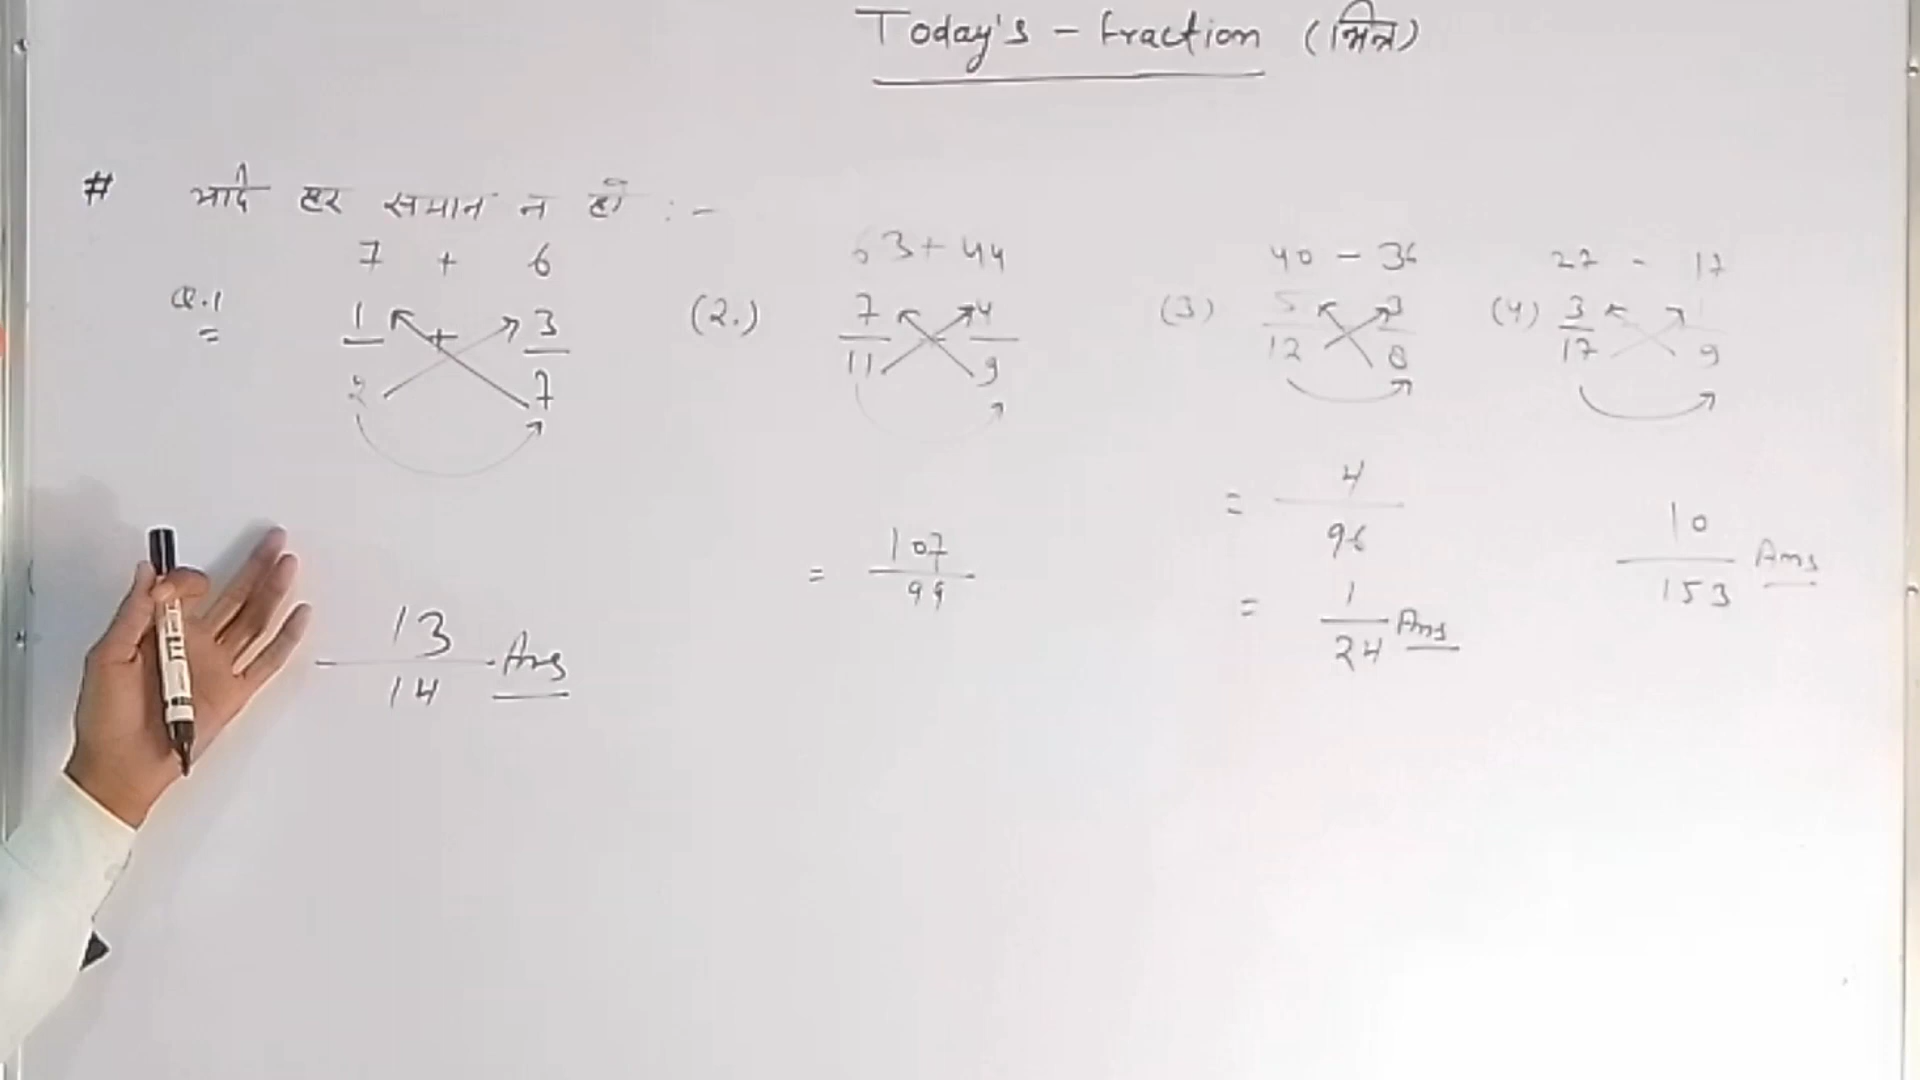 Today's - fraction (भिन्न)
# यदि हर समान न हो :-
7 + 6
Q.1 1/2 + 3/7
13/14 Ans
63 + 44
(2.) 7/11 + 4/9
= 107/99
40 - 36
(3) 5/12 3/8
= 4/96
= 1/24 Ans
27 - 17
(4) 3/17 1/9
10/153 Ans